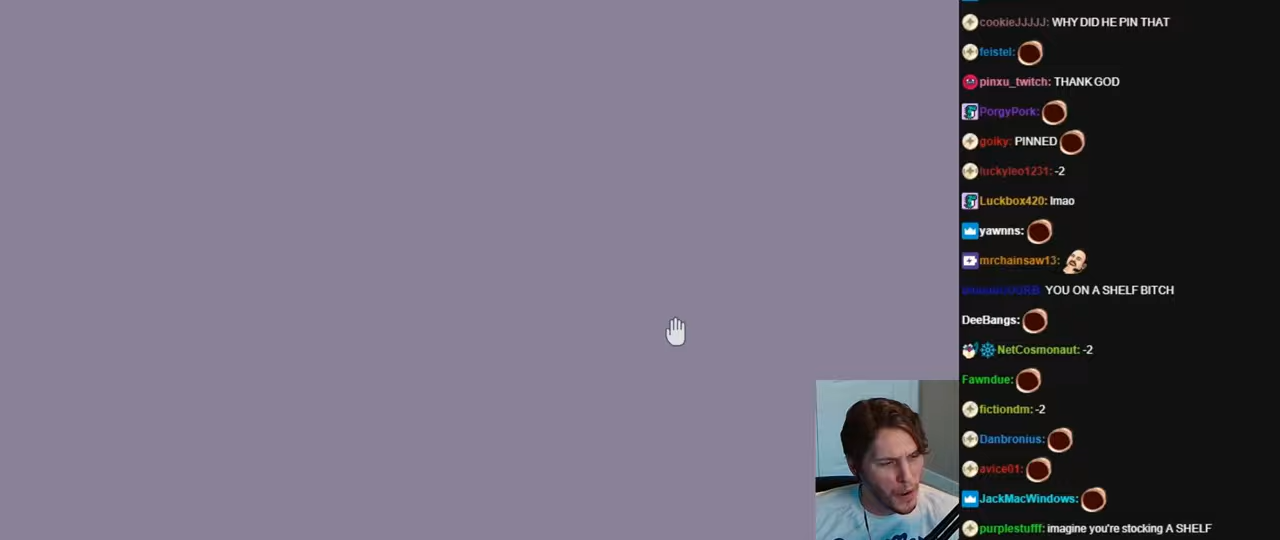 cookieJJJJJ: WHY DID HE PIN THAT
feistel:
pinxu_twitch: THANK GOD
PorgyPork:
golky: PINNED
luckyleo1231: -2
Luckbox420: lmao
yawnns:
mrchainsaw13:
YOU ON A SHELF BITCH
DeeBangs:
NetCosmonaut: -2
Fawndue:
fictiondm: -2
Danbronius:
avice01:
JackMacWindows:
purplestufff: imagine you're stocking A SHELF